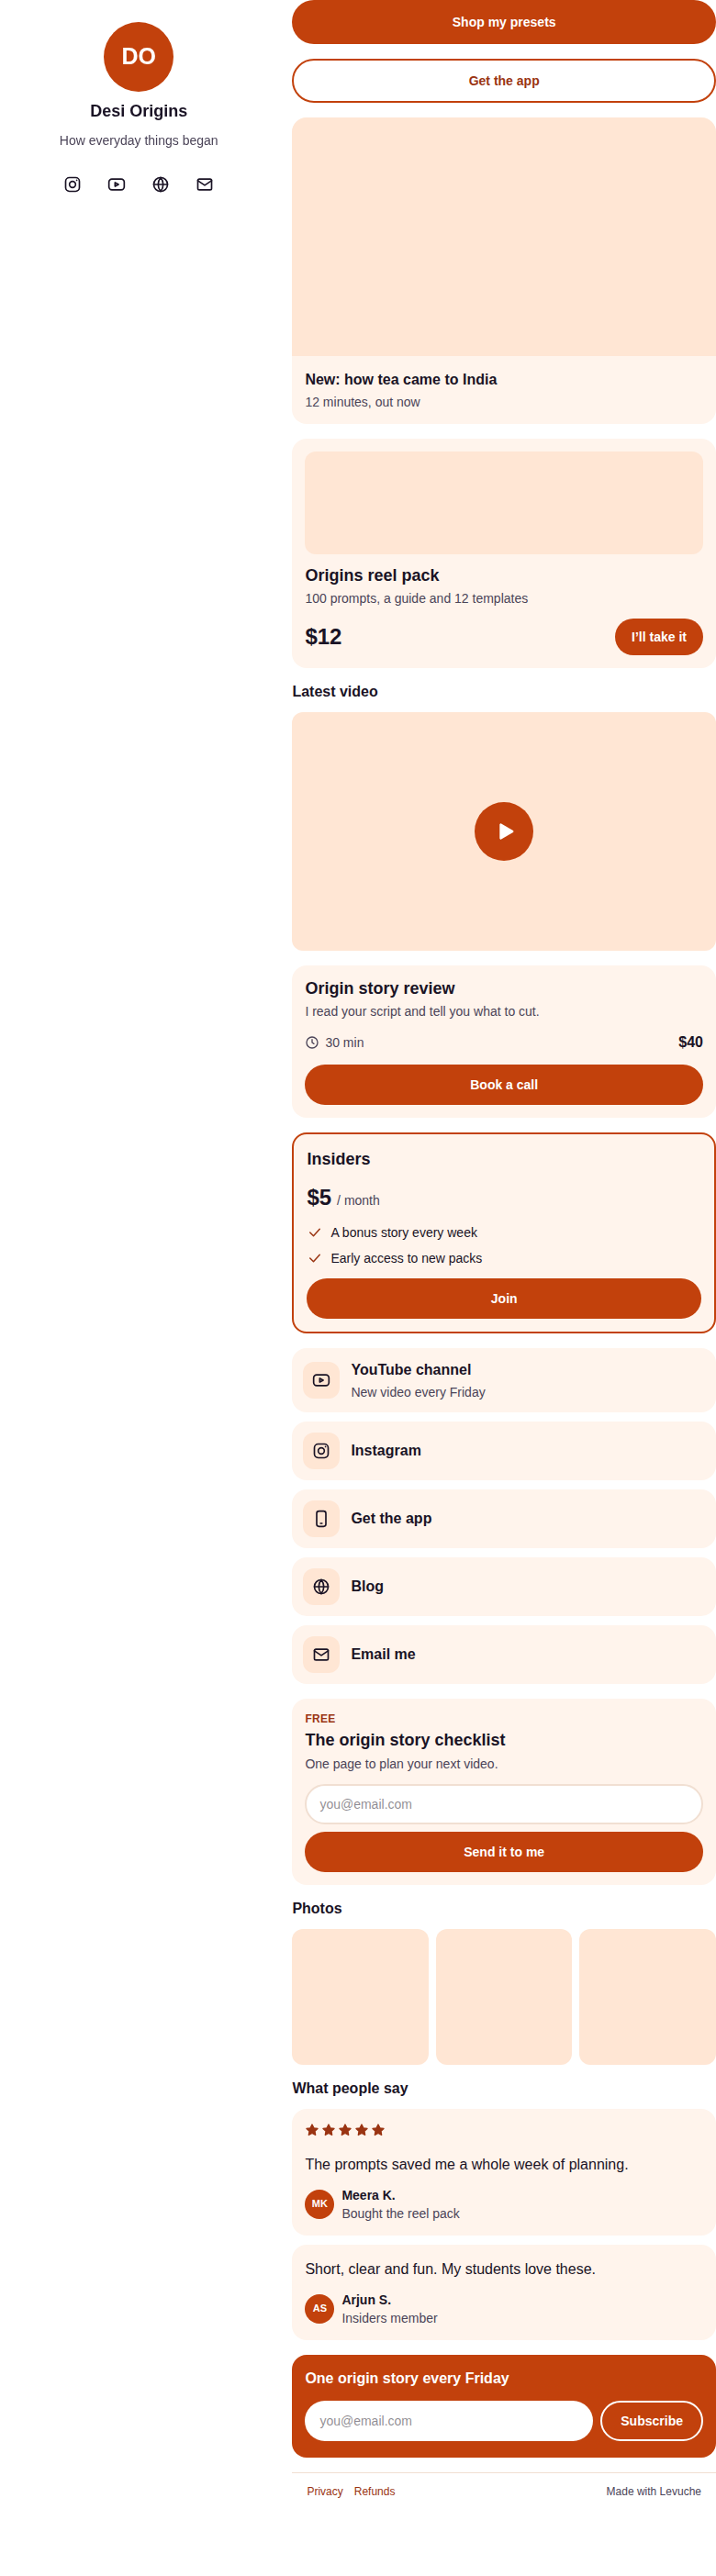 DO
Desi Origins
How everyday things began
Shop my presets
Get the app
New: how tea came to India
12 minutes, out now
Origins reel pack
100 prompts, a guide and 12 templates
$12
I’ll take it
Latest video
Origin story review
I read your script and tell you what to cut.
30 min
$40
Book a call
Insiders
$5 / month
A bonus story every week
Early access to new packs
Join
YouTube channel
New video every Friday
Instagram
Get the app
Blog
Email me
FREE
The origin story checklist
One page to plan your next video.
you@email.com
Send it to me
Photos
What people say
The prompts saved me a whole week of planning.
MK
Meera K.
Bought the reel pack
Short, clear and fun. My students love these.
AS
Arjun S.
Insiders member
One origin story every Friday
you@email.com
Subscribe
Privacy
Refunds
Made with Levuche